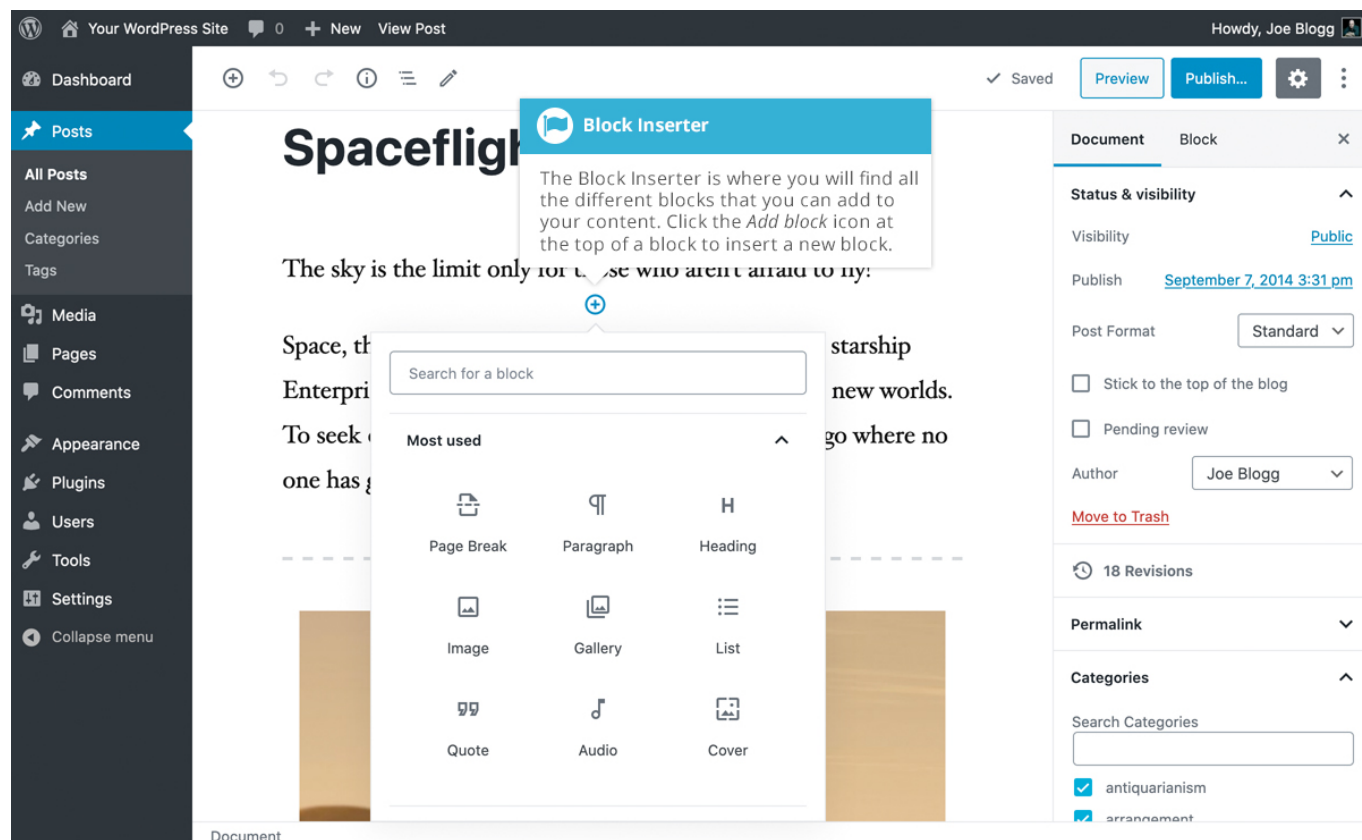 Your WordPress Site 0 New View Post Howdy, Joe Blogg
Dashboard
Posts
All Posts
Add New
Categories
Tags
Media
Pages
Comments
Appearance
Plugins
Users
Tools
Settings
Collapse menu
Saved Preview Publish...
Block Inserter
The Block Inserter is where you will find all
the different blocks that you can add to
your content. Click the Add block icon at
the top of a block to insert a new block.
The sky is the limit only for those who aren't afraid to fly!
Space, starship
Enterpri new worlds.
To seek go where no
one has
Search for a block
Most used
Page Break Paragraph H Heading
Image Gallery List
Quote Audio Cover
Document
Document Block
Status & visibility
Visibility Public
Publish September 7, 2014 3:31 pm
Post Format Standard
Stick to the top of the blog
Pending review
Author Joe Blogg
Move to Trash
18 Revisions
Permalink
Categories
Search Categories
antiquarianism
arrangement